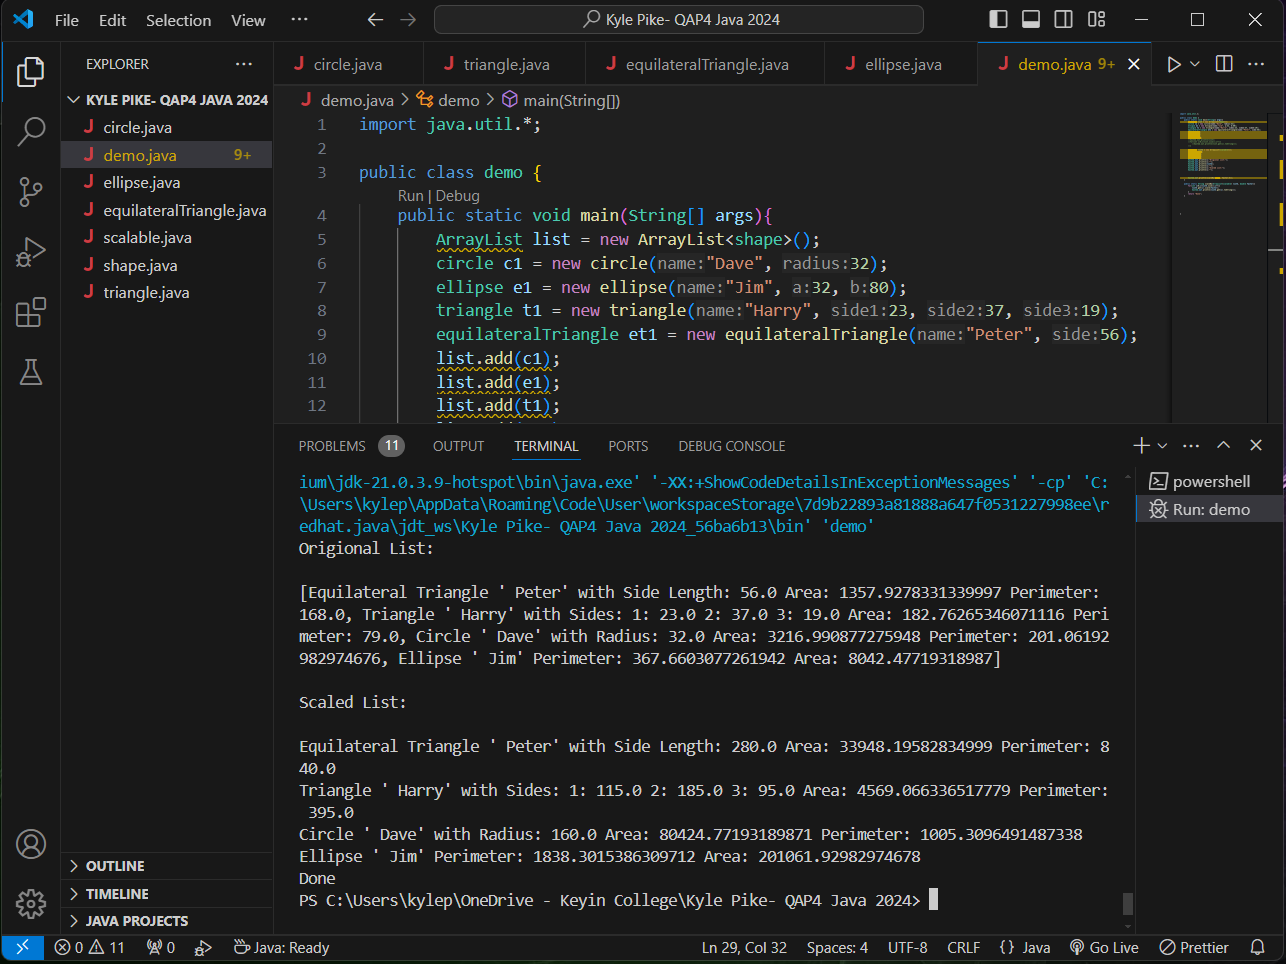 File Edit Selection View ··· Kyle Pike- QAP4 Java 2024
EXPLORER ···
circle.java triangle.java equilateralTriangle.java ellipse.java demo.java 9+
KYLE PIKE- QAP4 JAVA 2024
circle.java
demo.java 9+
ellipse.java
equilateralTriangle.java
scalable.java
shape.java
triangle.java
OUTLINE
TIMELINE
JAVA PROJECTS
demo.java > demo > main(String[])
1 import java.util.*;
2
3 public class demo {
Run | Debug
4 public static void main(String[] args){
5 ArrayList list = new ArrayList<shape>();
6 circle c1 = new circle(name:"Dave", radius:32);
7 ellipse e1 = new ellipse(name:"Jim", a:32, b:80);
8 triangle t1 = new triangle(name:"Harry", side1:23, side2:37, side3:19);
9 equilateralTriangle et1 = new equilateralTriangle(name:"Peter", side:56);
10 list.add(c1);
11 list.add(e1);
12 list.add(t1);
PROBLEMS 11 OUTPUT TERMINAL PORTS DEBUG CONSOLE
powershell
Run: demo
ium\jdk-21.0.3.9-hotspot\bin\java.exe' '-XX:+ShowCodeDetailsInExceptionMessages' '-cp' 'C:
\Users\kylep\AppData\Roaming\Code\User\workspaceStorage\7d9b22893a81888a647f0531227998ee\r
edhat.java\jdt_ws\Kyle Pike- QAP4 Java 2024_56ba6b13\bin' 'demo'
Origional List:
[Equilateral Triangle ' Peter' with Side Length: 56.0 Area: 1357.9278331339997 Perimeter:
168.0, Triangle ' Harry' with Sides: 1: 23.0 2: 37.0 3: 19.0 Area: 182.76265346071116 Peri
meter: 79.0, Circle ' Dave' with Radius: 32.0 Area: 3216.990877275948 Perimeter: 201.06192
982974676, Ellipse ' Jim' Perimeter: 367.6603077261942 Area: 8042.47719318987]
Scaled List:
Equilateral Triangle ' Peter' with Side Length: 280.0 Area: 33948.19582834999 Perimeter: 8
40.0
Triangle ' Harry' with Sides: 1: 115.0 2: 185.0 3: 95.0 Area: 4569.066336517779 Perimeter:
395.0
Circle ' Dave' with Radius: 160.0 Area: 80424.77193189871 Perimeter: 1005.3096491487338
Ellipse ' Jim' Perimeter: 1838.3015386309712 Area: 201061.92982974678
Done
PS C:\Users\kylep\OneDrive - Keyin College\Kyle Pike- QAP4 Java 2024>
0 11 0 Java: Ready Ln 29, Col 32 Spaces: 4 UTF-8 CRLF {} Java Go Live Prettier